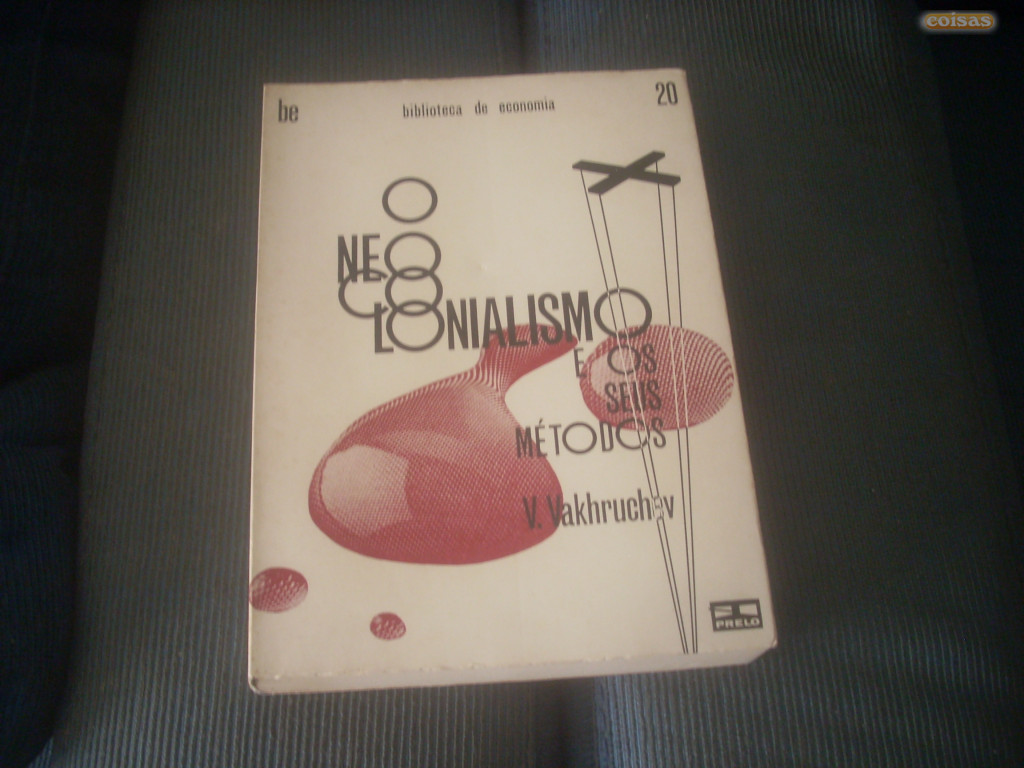 coisas
be
biblioteca de economia
20
O
NEO
CO
LONIALISMO
E OS
SEUS
MÉTODOS
V. Vakhruchev
PRELO